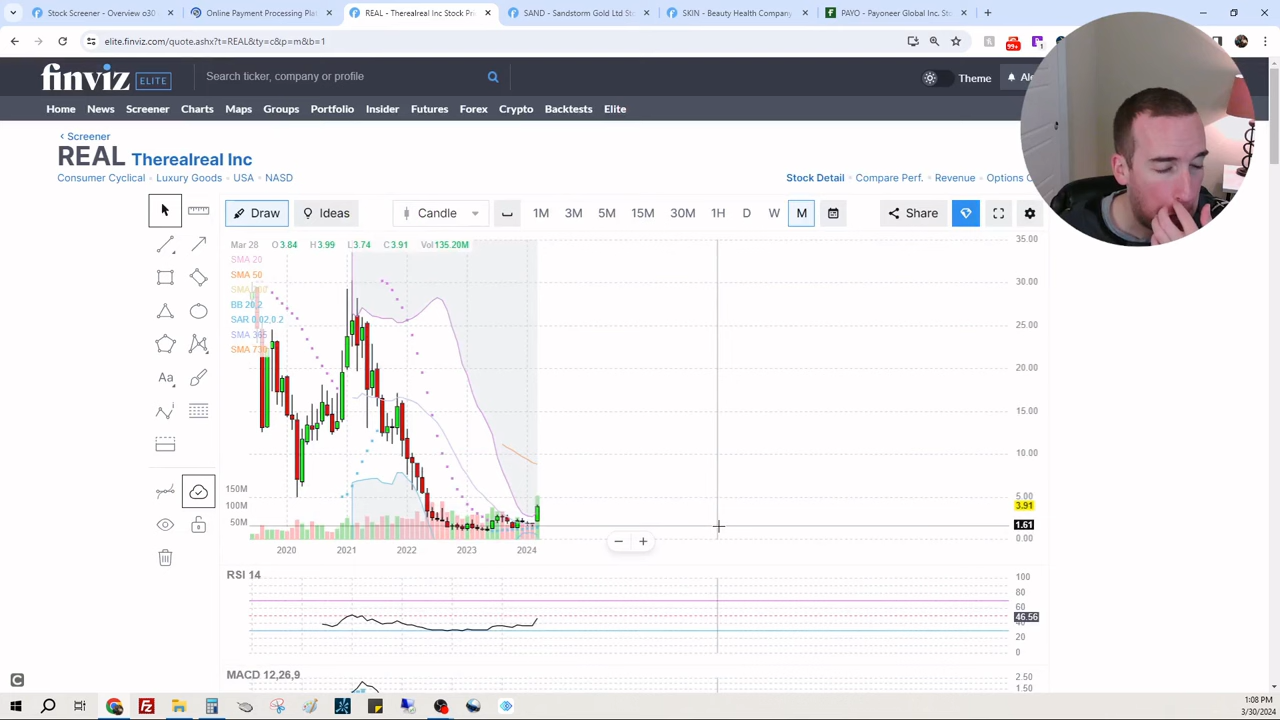 Stock Screener - Overview o30
Online Payment Processing Plat
REAL - Therealreal Inc Stock Pr
SAND - Sandstorm Gold Ltd St
SKIN - Beauty Health Company
PAYO - Payoneer Global Inc. St
elite.finviz.com/quote.ashx?t=REAL&ty=c&p=m&b=1
99+
1
finviz ELITE
Search ticker, company or profile
Theme
Ale
Home News Screener Charts Maps Groups Portfolio Insider Futures Forex Crypto Backtests Elite
‹ Screener
REAL Therealreal Inc
Consumer Cyclical · Luxury Goods · USA · NASD
Stock Detail · Compare Perf. · Revenue · Options
Draw Ideas Candle 1M 3M 5M 15M 30M 1H D W M Share
Mar 28 O 3.84 L 3.74 C 3.91 Vol 135.20M
35.00
SMA 20
SMA 50
30.00
BB 20,2
SAR 0.02,0.2
25.00
20.00
Aa
15.00
10.00
150M
5.00
100M
3.91
50M
1.61
0.00
2020 2021 2022 2023 2024
RSI 14
100
80
60
46.56
20
0
MACD 12,26,9
2.50
1.50
1:08 PM
3/30/2024